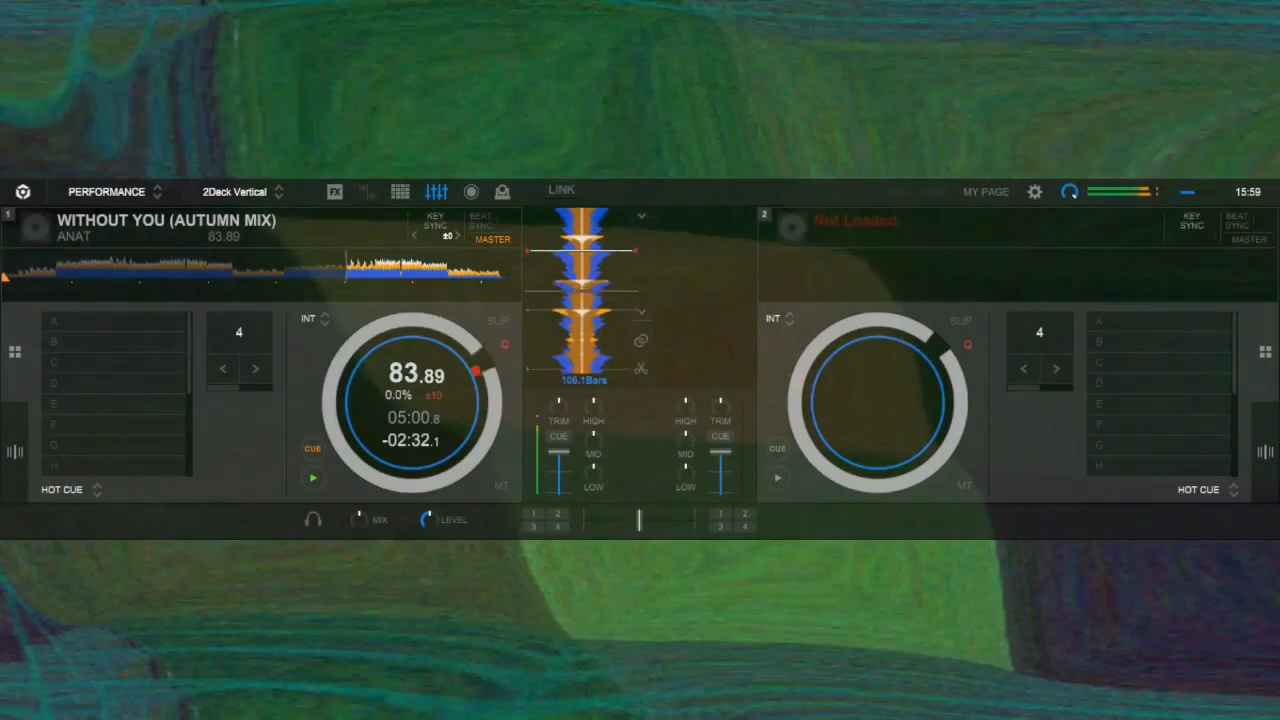 PERFORMANCE 2Deck Vertical FX LINK MY PAGE 15:59
1 WITHOUT YOU (AUTUMN MIX)
ANAT 83.89
KEY SYNC BEAT SYNC
±0 MASTER
2 Not Loaded
KEY SYNC BEAT SYNC
MASTER
A
B
C
D
E
F
G
H
HOT CUE
4
< >
INT
SLIP
Q
83.89
0.0% ±10
05:00.8
-02:32.1
CUE
MT
106.1Bars
TRIM HIGH HIGH TRIM
CUE CUE
MID MID
LOW LOW
INT
SLIP
Q
CUE
MT
4
< >
A
B
C
D
E
F
G
H
HOT CUE
MIX LEVEL
1 2 1 2
3 4 3 4